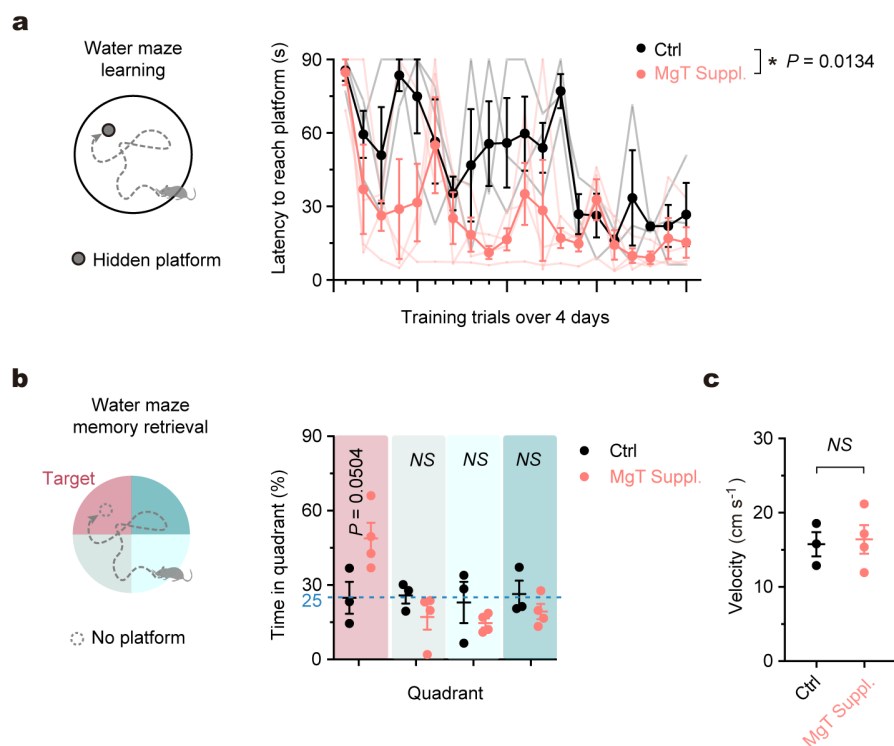 a
Water maze
learning
Hidden platform
Latency to reach platform (s)
90
60
30
0
Training trials over 4 days
Ctrl
MgT Suppl.
* P = 0.0134
b
Water maze
memory retrieval
Target
No platform
Time in quadrant (%)
90
60
30
25
0
P = 0.0504
NS
NS
NS
Quadrant
Ctrl
MgT Suppl.
c
Velocity (cm s⁻¹)
30
20
10
0
NS
Ctrl
MgT Suppl.